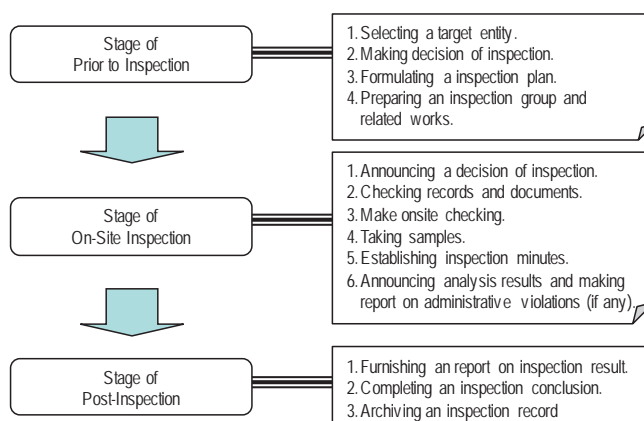 Stage of
Prior to Inspection
1. Selecting a target entity.
2. Making decision of inspection.
3. Formulating a inspection plan.
4. Preparing an inspection group and
related works.
Stage of
On-Site Inspection
1. Announcing a decision of inspection.
2. Checking records and documents.
3. Make onsite checking.
4. Taking samples.
5. Establishing inspection minutes.
6. Announcing analysis results and making
report on administrative violations (if any).
Stage of
Post-Inspection
1. Furnishing an report on inspection result.
2. Completing an inspection conclusion.
3. Archiving an inspection record